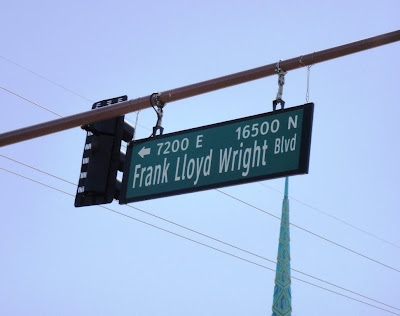 ← 7200 E 16500 N
Frank Lloyd Wright Blvd